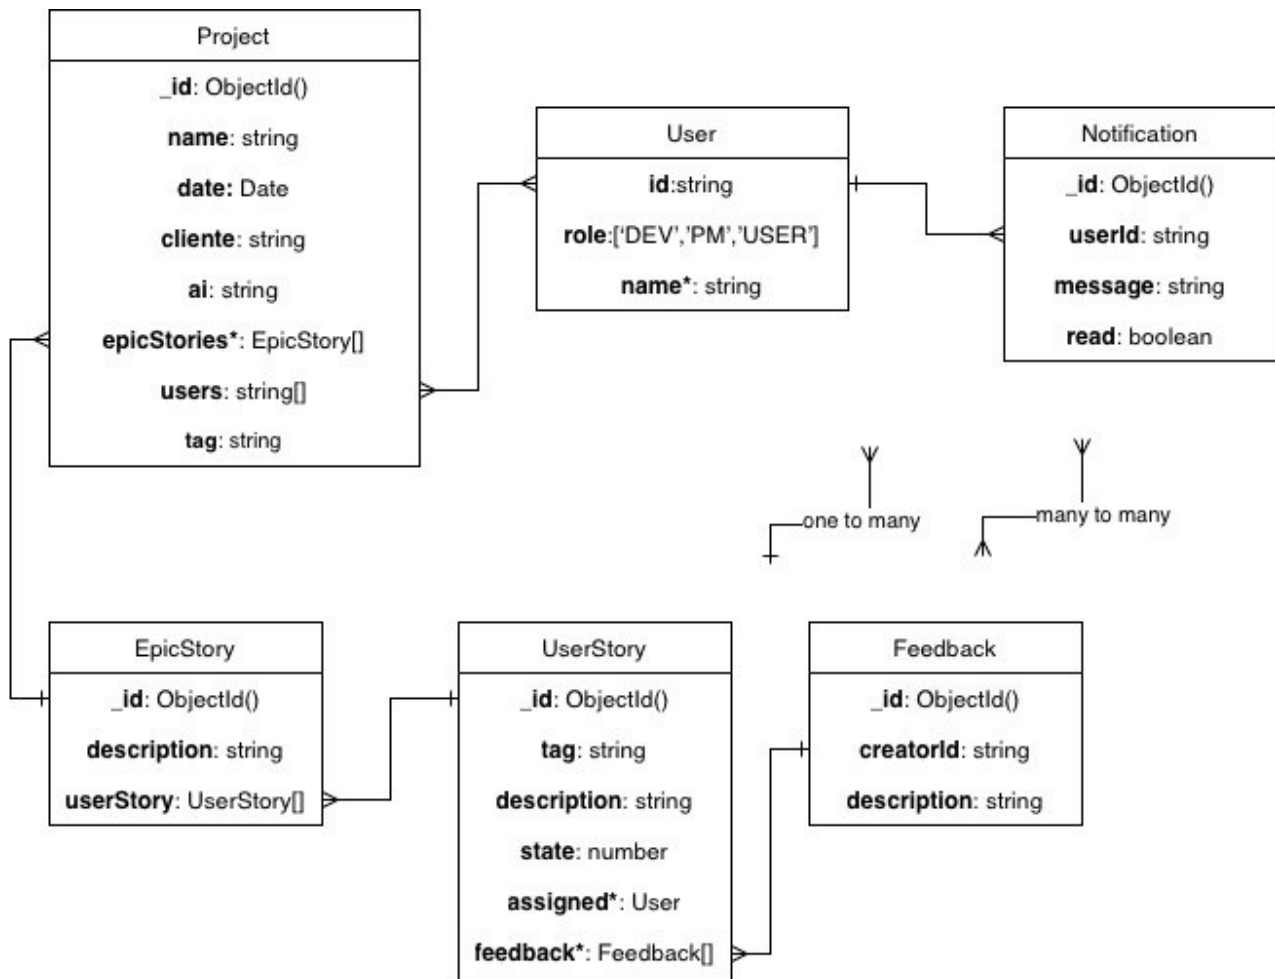 Project
_id: ObjectId()
name: string
date: Date
cliente: string
ai: string
epicStories*: EpicStory[]
users: string[]
tag: string
User
id:string
role:[‘DEV’,’PM’,’USER’]
name*: string
Notification
_id: ObjectId()
userId: string
message: string
read: boolean
one to many
many to many
EpicStory
_id: ObjectId()
description: string
userStory: UserStory[]
UserStory
_id: ObjectId()
tag: string
description: string
state: number
assigned*: User
feedback*: Feedback[]
Feedback
_id: ObjectId()
creatorId: string
description: string